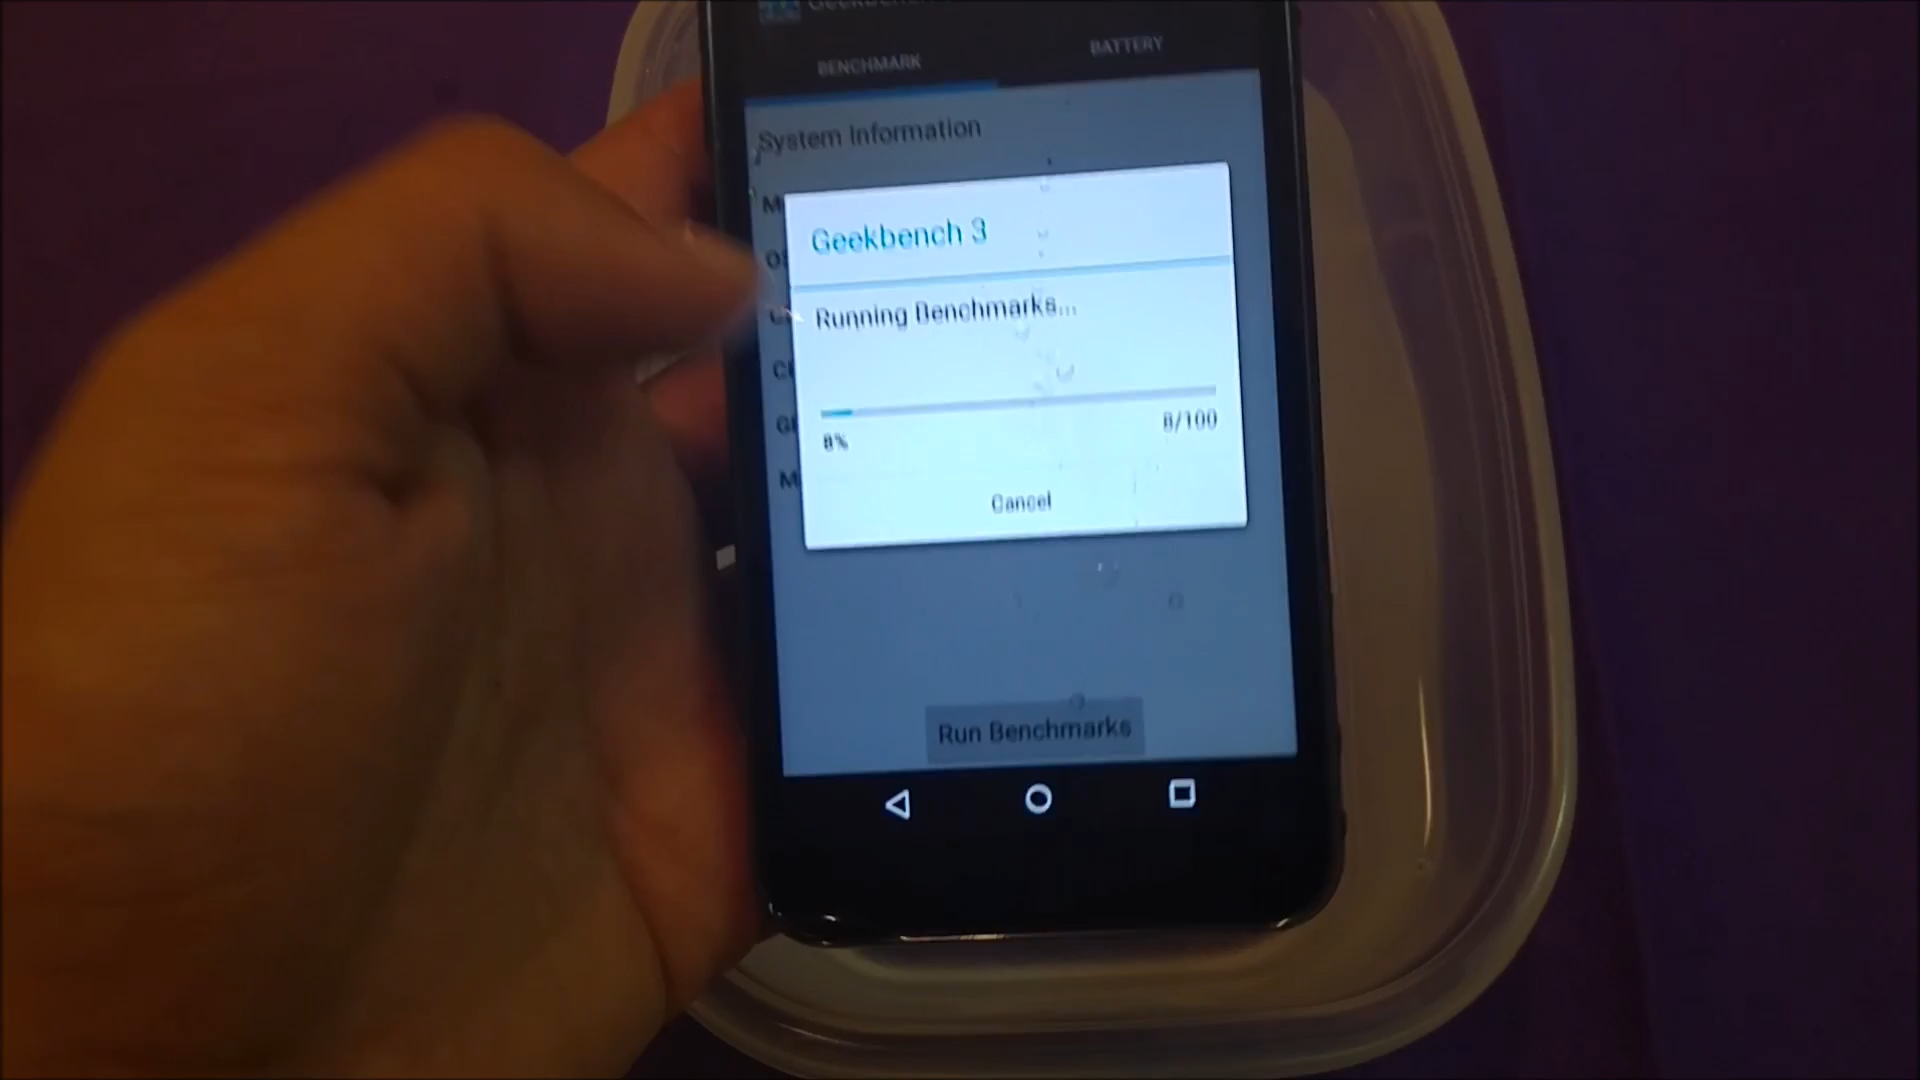 BENCHMARK
BATTERY
System Information
Geekbench 3
Running Benchmarks...
8%
8/100
Cancel
Run Benchmarks